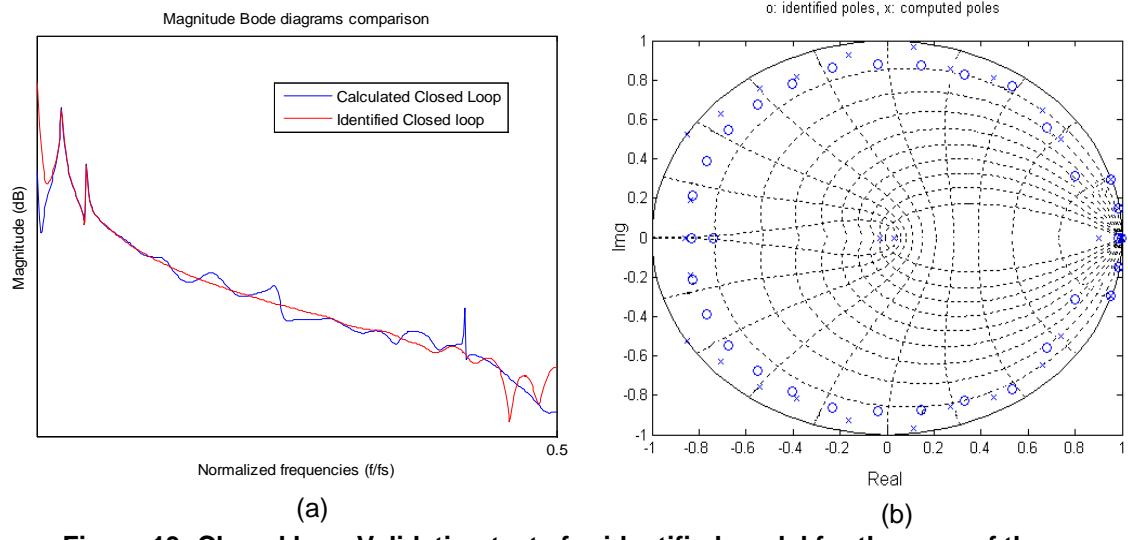 Magnitude Bode diagrams comparison
Calculated Closed Loop
Identified Closed loop
Magnitude (dB)
0.5
Normalized frequencies (f/fs)
(a)
o: identified poles, x: computed poles
1
0.8
0.6
0.4
0.2
0
-0.2
-0.4
-0.6
-0.8
-1
Img
-1 -0.8 -0.6 -0.4 -0.2 0 0.2 0.4 0.6 0.8 1
Real
(b)